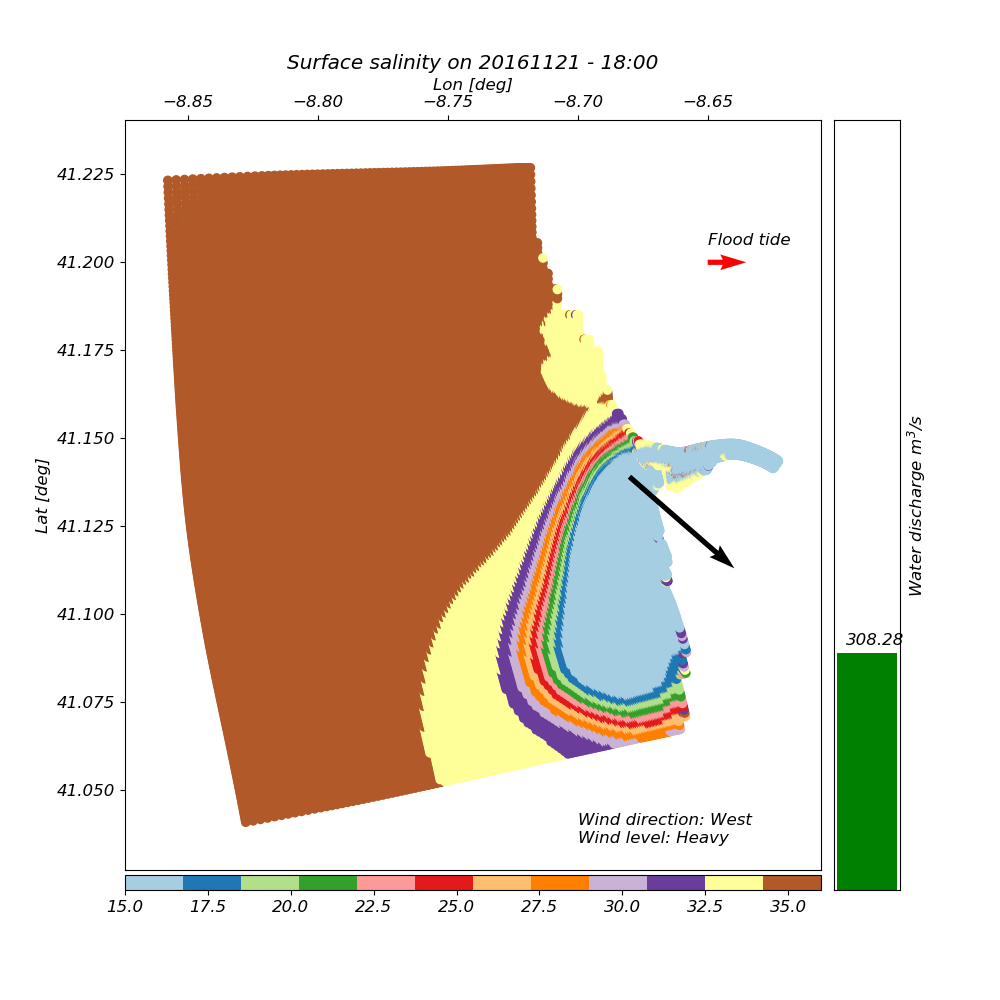 Surface salinity on 20161121 - 18:00
Lon [deg]
−8.85 −8.80 −8.75 −8.70 −8.65
41.225
41.200
41.175
41.150
41.125
41.100
41.075
41.050
Lat [deg]
Flood tide
Wind direction: West
Wind level: Heavy
308.28
Water discharge m³/s
15.0 17.5 20.0 22.5 25.0 27.5 30.0 32.5 35.0